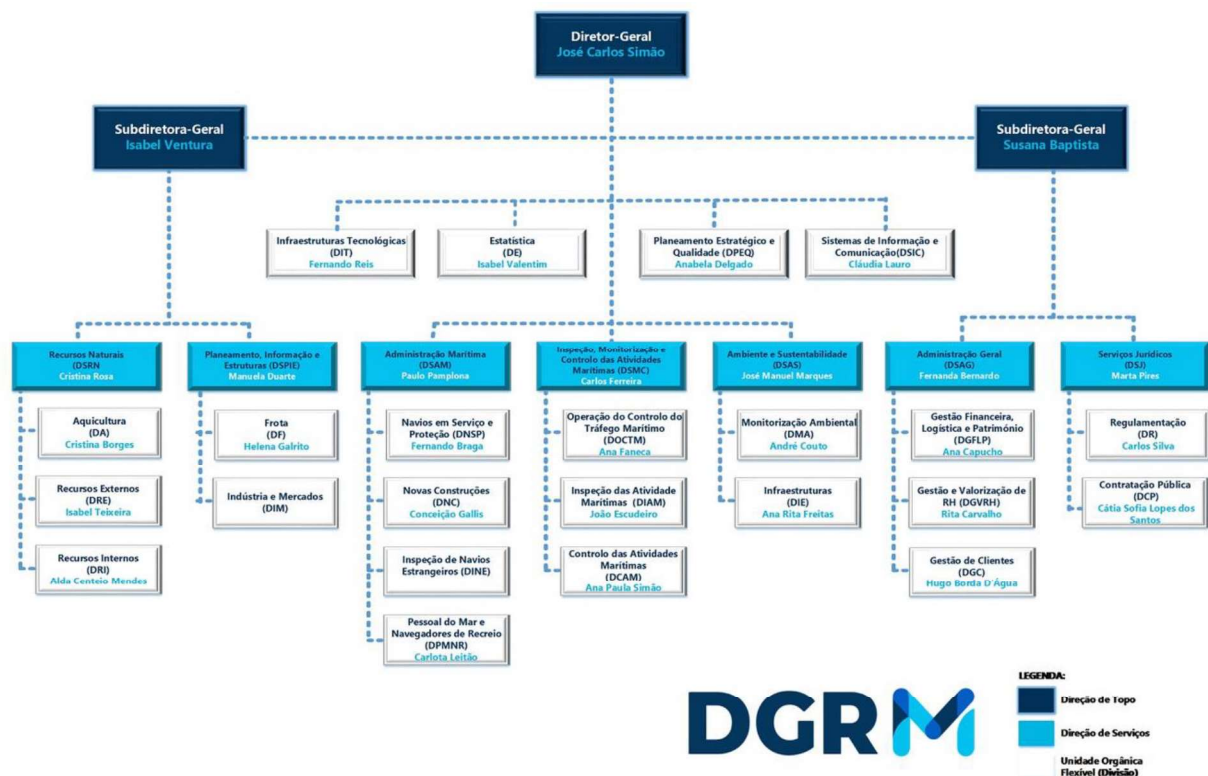 Diretor-Geral
José Carlos Simão
Subdiretora-Geral
Isabel Ventura
Subdiretora-Geral
Susana Baptista
Infraestruturas Tecnológicas
(DIT)
Fernando Reis
Estatística
(DE)
Isabel Valentim
Planeamento Estratégico e
Qualidade (DPEQ)
Anabela Delgado
Sistemas de Informação e
Comunicação(DSIC)
Cláudia Lauro
Recursos Naturais
(DSRN
Cristina Rosa
Planeamento, Informação e
Estruturas (DSPIE)
Manuela Duarte
Administração Marítima
(DSAM)
Paulo Pamplona
Inspeção, Monitorização e
Controlo das Atividades
Marítimas (DSMC)
Carlos Ferreira
Ambiente e Sustentabilidade
(DSAS)
José Manuel Marques
Administração Geral
(DSAG)
Fernanda Bernardo
Serviços Jurídicos
(DSJ)
Marta Pires
Aquicultura
(DA)
Cristina Borges
Recursos Externos
(DRE)
Isabel Teixeira
Recursos Internos
(DRI)
Alda Centeio Mendes
Frota
(DF)
Helena Galrito
Indústria e Mercados
(DIM)
Navios em Serviço e
Proteção (DNSP)
Fernando Braga
Novas Construções
(DNC)
Conceição Gallis
Inspeção de Navios
Estrangeiros (DINE)
Pessoal do Mar e
Navegadores de Recreio
(DPMNR)
Carlota Leitão
Operação do Controlo do
Tráfego Marítimo
(DOCTM)
Ana Faneca
Inspeção das Atividade
Marítimas (DIAM)
João Escudeiro
Controlo das Atividades
Marítimas
(DCAM)
Ana Paula Simão
Monitorização Ambiental
(DMA)
André Couto
Infraestruturas
(DIE)
Ana Rita Freitas
Gestão Financeira,
Logística e Património
(DGFLP)
Ana Capucho
Gestão e Valorização de
RH (DGVRH)
Rita Carvalho
Gestão de Clientes
(DGC)
Hugo Borda D´Água
Regulamentação
(DR)
Carlos Silva
Contratação Pública
(DCP)
Cátia Sofia Lopes dos
Santos
DGRM
LEGENDA:
Direção de Topo
Direção de Serviços
Unidade Orgânica
Flexível (Divisão)